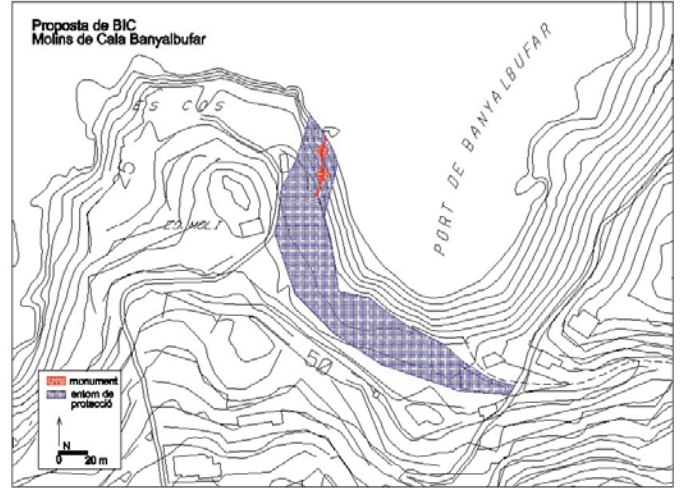 Proposta de BIC
Molins de Cala Banyalbufar
ES COS
25
ES MOLI
PORT DE BANYALBUFAR
50
monument
entorn de
protecció
N
0 20 m